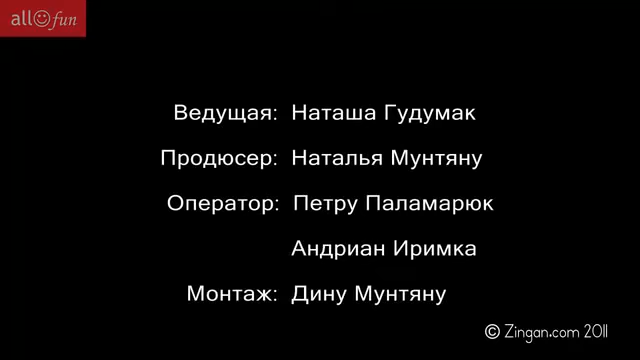 all☺fun
Ведущая: Наташа Гудумак
Продюсер: Наталья Мунтяну
Оператор: Петру Паламарюк
Андриан Иримка
Монтаж: Дину Мунтяну
© Zingan.com 2011